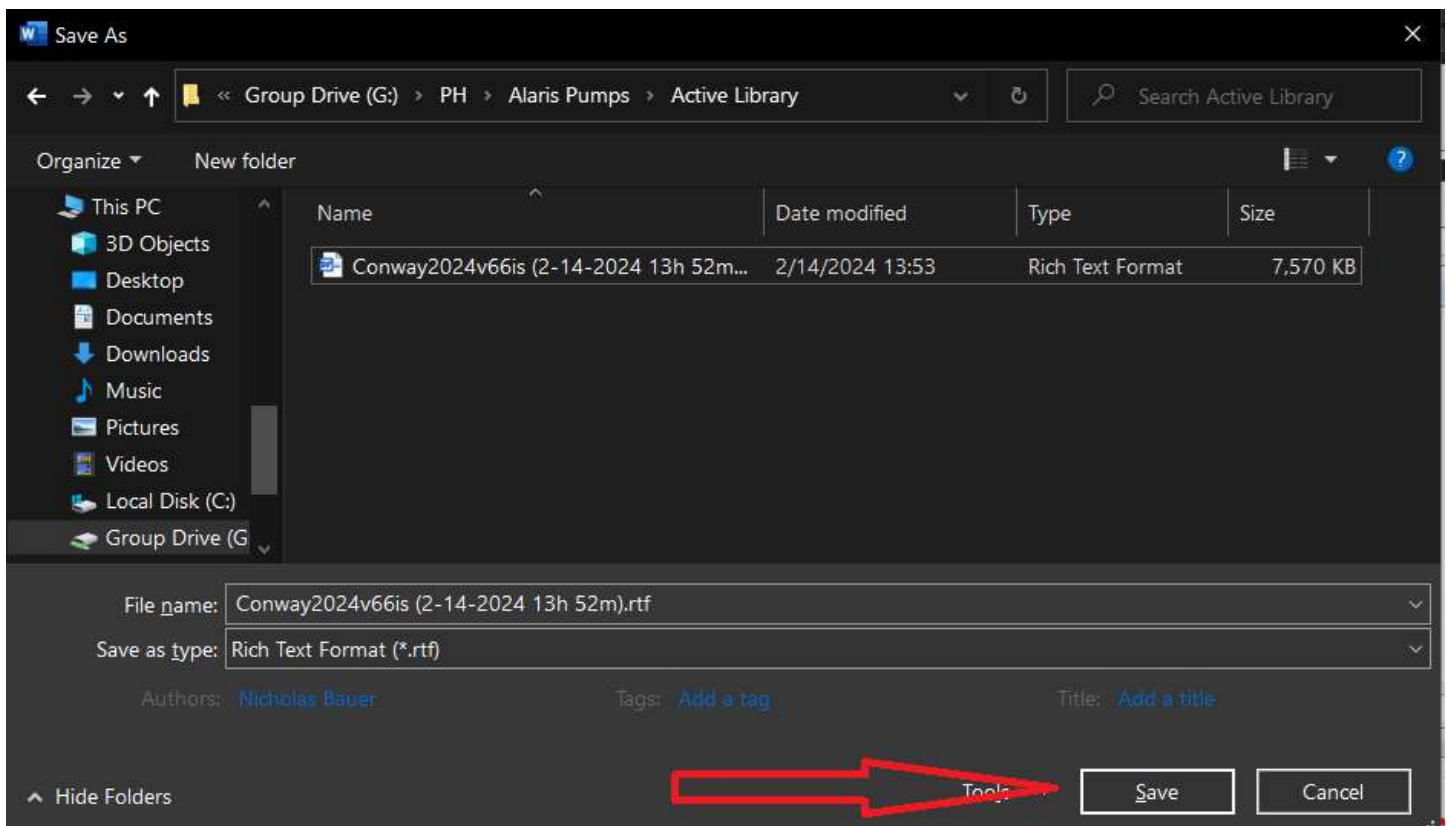 W Save As
« Group Drive (G:) › PH › Alaris Pumps › Active Library Search Active Library
Organize New folder ?
This PC
3D Objects
Desktop
Documents
Downloads
Music
Pictures
Videos
Local Disk (C:)
Group Drive (G
Name Date modified Type Size
Conway2024v66is (2-14-2024 13h 52m... 2/14/2024 13:53 Rich Text Format 7,570 KB
File name: Conway2024v66is (2-14-2024 13h 52m).rtf
Save as type: Rich Text Format (*.rtf)
Authors: Nicholas Bauer Tags: Add a tag Title: Add a title
Hide Folders Tools Save Cancel